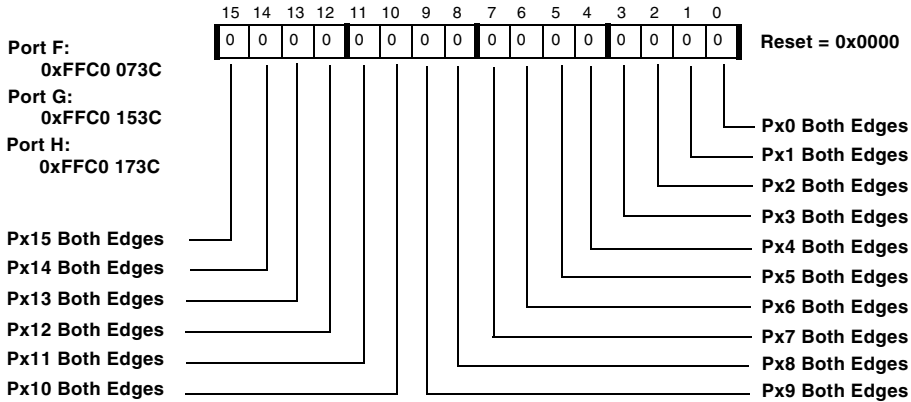 15 14 13 12 11 10 9 8 7 6 5 4 3 2 1 0
0 0 0 0 0 0 0 0 0 0 0 0 0 0 0 0
Reset = 0x0000
Port F:
0xFFC0 073C
Port G:
0xFFC0 153C
Port H:
0xFFC0 173C
Px0 Both Edges
Px1 Both Edges
Px2 Both Edges
Px3 Both Edges
Px4 Both Edges
Px5 Both Edges
Px6 Both Edges
Px7 Both Edges
Px8 Both Edges
Px9 Both Edges
Px15 Both Edges
Px14 Both Edges
Px13 Both Edges
Px12 Both Edges
Px11 Both Edges
Px10 Both Edges